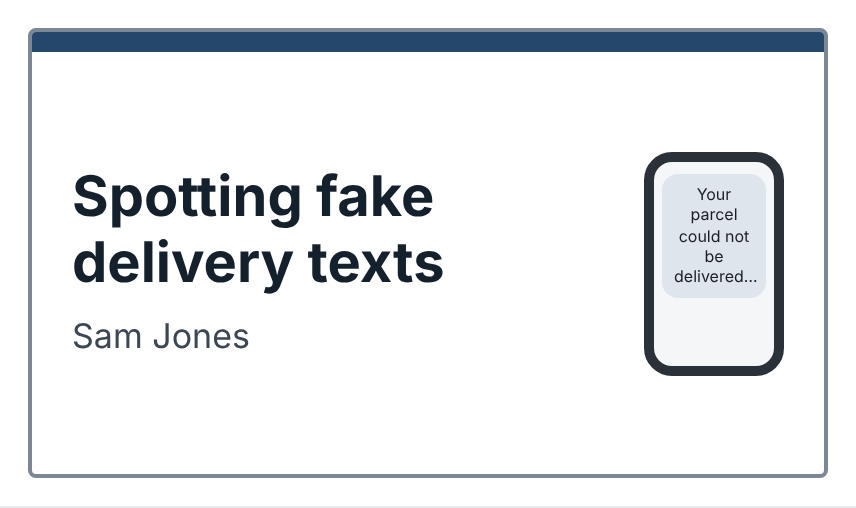 Spotting fake
delivery texts
Sam Jones
Your
parcel
could not
be
delivered...